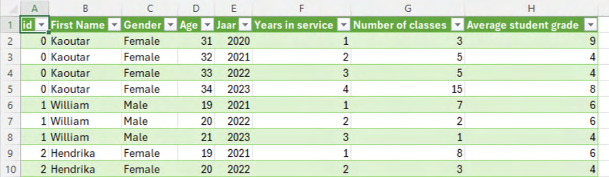 A B C D E F G H
1 id First Name Gender Age Jaar Years in service Number of classes Average student grade
2 0 Kaoutar Female 31 2020 1 3 9
3 0 Kaoutar Female 32 2021 2 5 4
4 0 Kaoutar Female 33 2022 3 5 4
5 0 Kaoutar Female 34 2023 4 15 8
6 1 William Male 19 2021 1 7 6
7 1 William Male 20 2022 2 2 6
8 1 William Male 21 2023 3 1 4
9 2 Hendrika Female 19 2021 1 8 6
10 2 Hendrika Female 20 2022 2 3 4